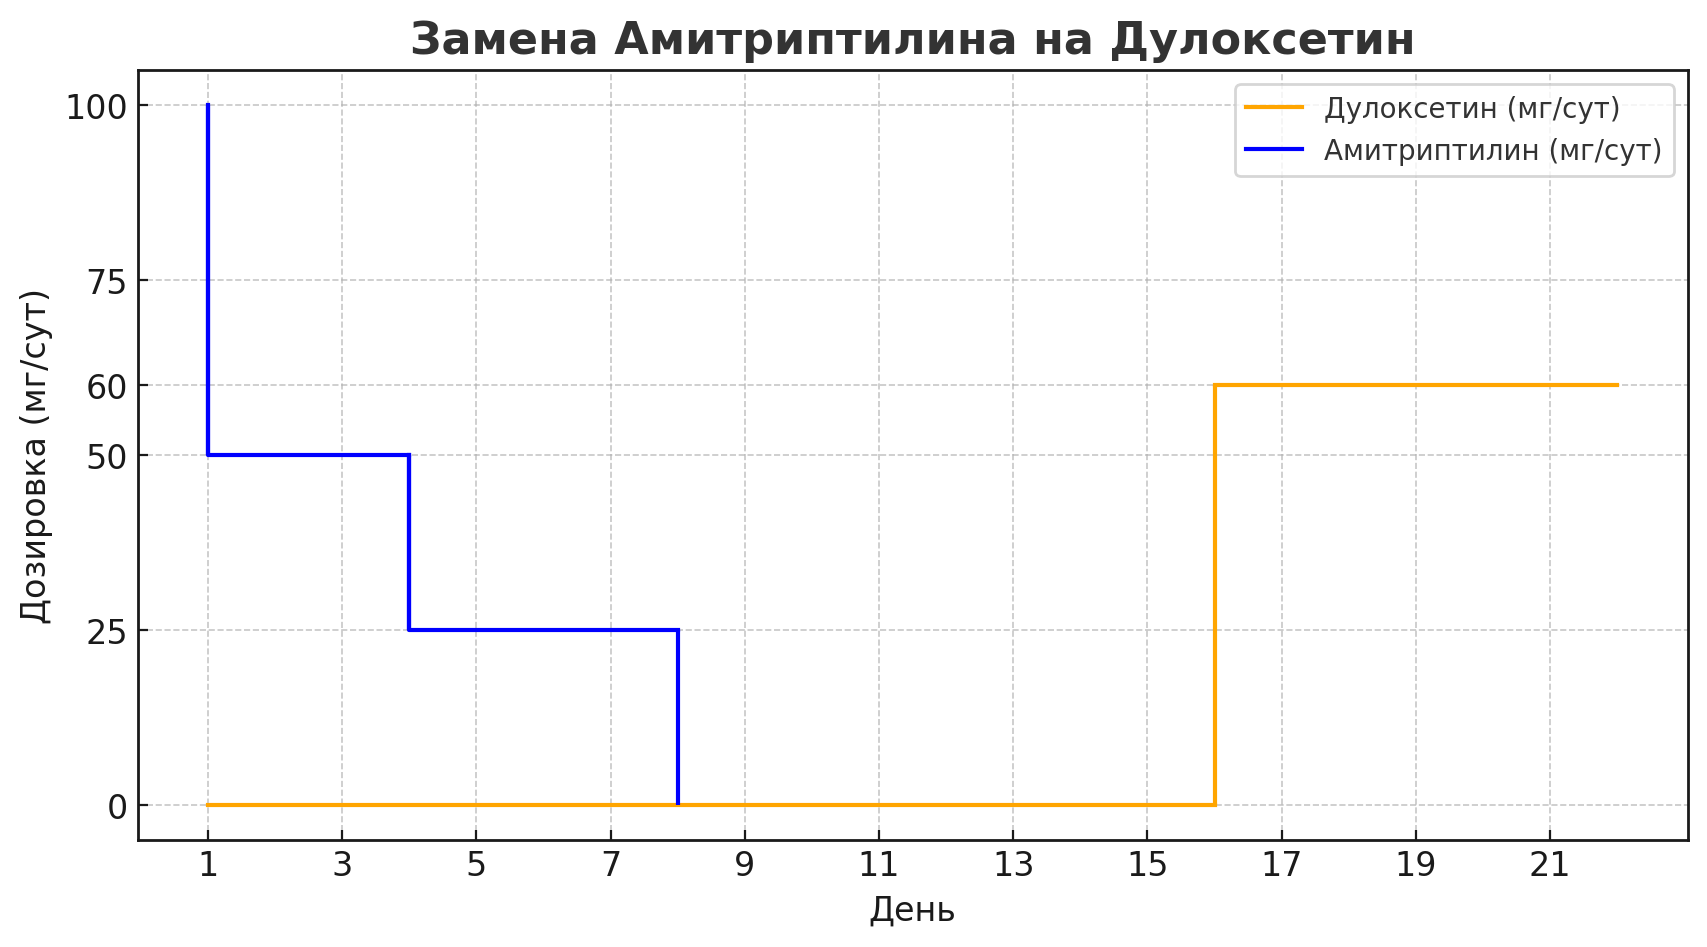 Замена Амитриптилина на Дулоксетин
Дулоксетин (мг/сут)
Амитриптилин (мг/сут)
Дозировка (мг/сут)
100
75
60
50
25
0
1 3 5 7 9 11 13 15 17 19 21
День